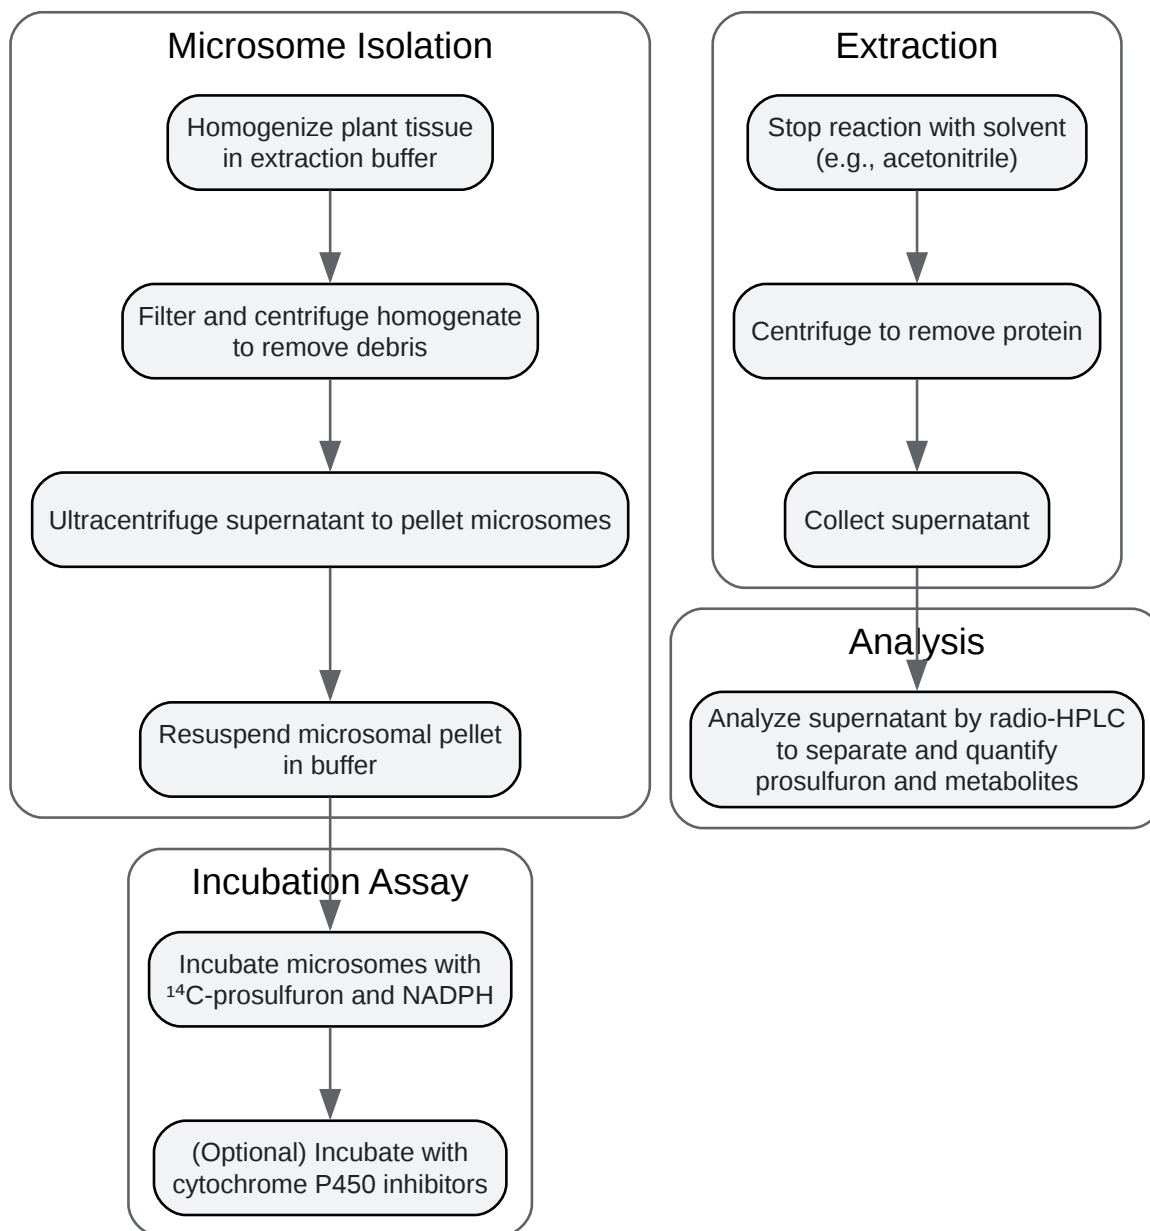 Microsome Isolation
Homogenize plant tissue
in extraction buffer
Filter and centrifuge homogenate
to remove debris
Ultracentrifuge supernatant to pellet microsomes
Resuspend microsomal pellet
in buffer
Incubation Assay
Incubate microsomes with
¹⁴C-prosulfuron and NADPH
(Optional) Incubate with
cytochrome P450 inhibitors
Extraction
Stop reaction with solvent
(e.g., acetonitrile)
Centrifuge to remove protein
Collect supernatant
Analysis
Analyze supernatant by radio-HPLC
to separate and quantify
prosulfuron and metabolites